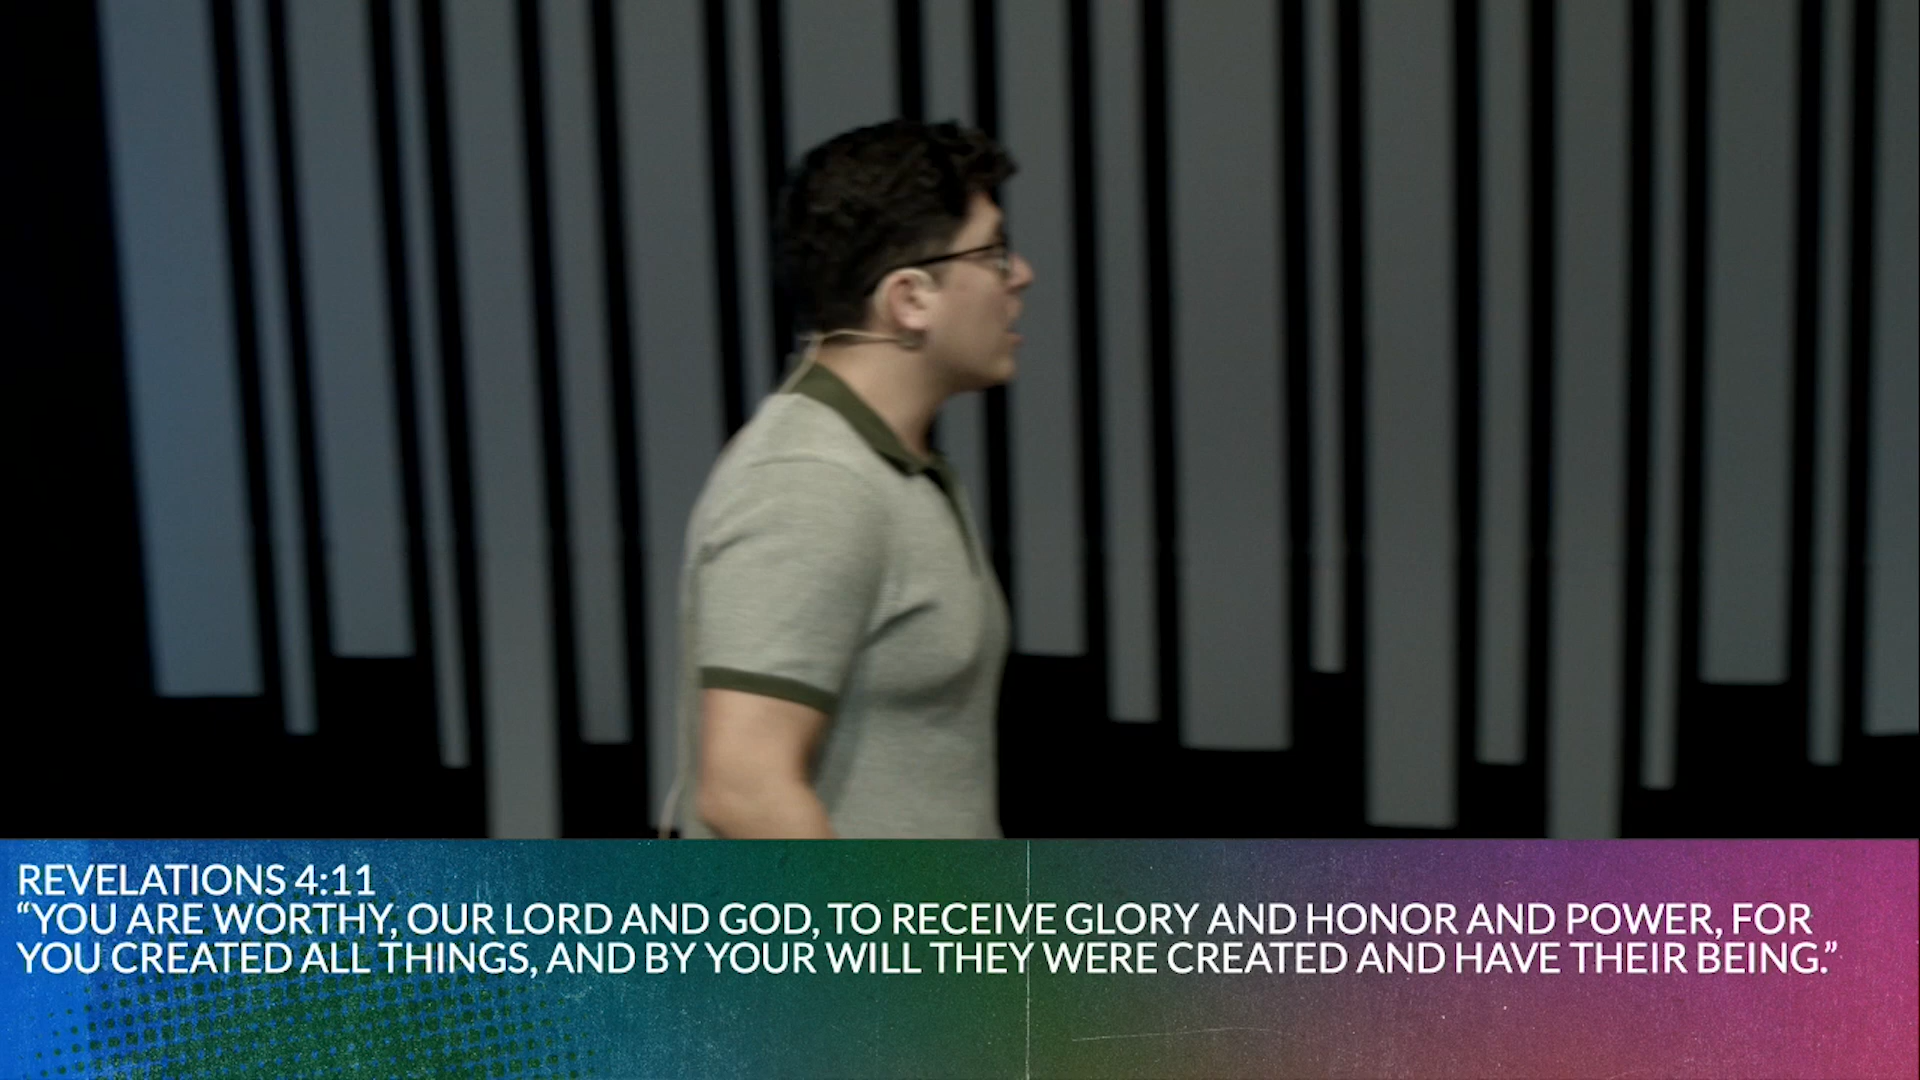 REVELATIONS 4:11
“YOU ARE WORTHY, OUR LORD AND GOD, TO RECEIVE GLORY AND HONOR AND POWER, FOR
YOU CREATED ALL THINGS, AND BY YOUR WILL THEY WERE CREATED AND HAVE THEIR BEING.”